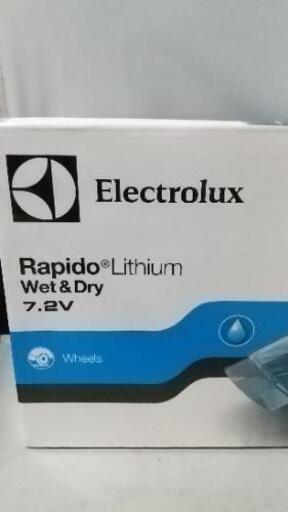 Electrolux
Rapido®Lithium
Wet & Dry
7.2V
Wheels